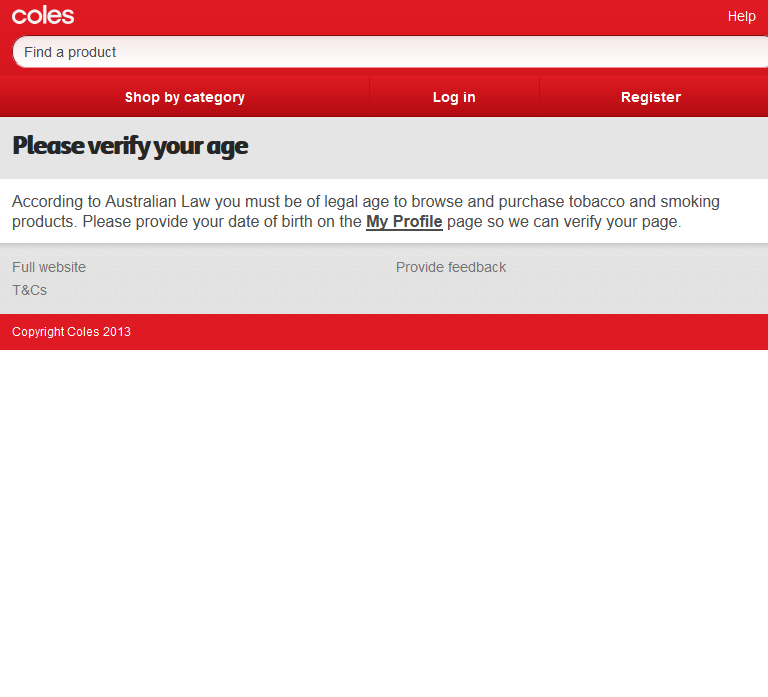 coles
Help
Find a product
Shop by category
Log in
Register
Please verify your age
According to Australian Law you must be of legal age to browse and purchase tobacco and smoking
products. Please provide your date of birth on the My Profile page so we can verify your page.
Full website
Provide feedback
T&Cs
Copyright Coles 2013